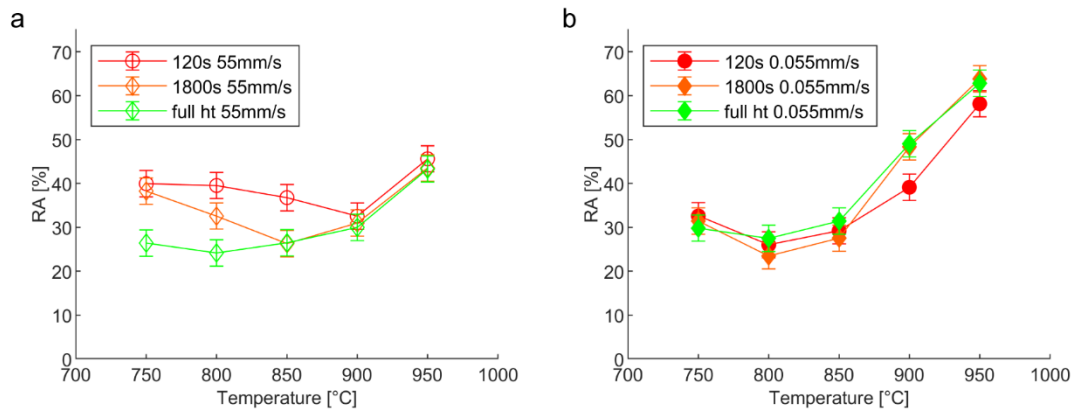 a
RA [%]
70
60
50
40
30
20
10
0
120s 55mm/s
1800s 55mm/s
full ht 55mm/s
700 750 800 850 900 950 1000
Temperature [°C]
b
RA [%]
70
60
50
40
30
20
10
0
120s 0.055mm/s
1800s 0.055mm/s
full ht 0.055mm/s
700 750 800 850 900 950 1000
Temperature [°C]